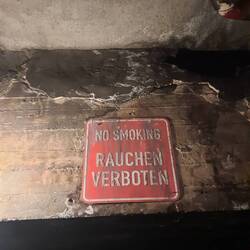 NO SMOKING
RAUCHEN
VERBOTEN